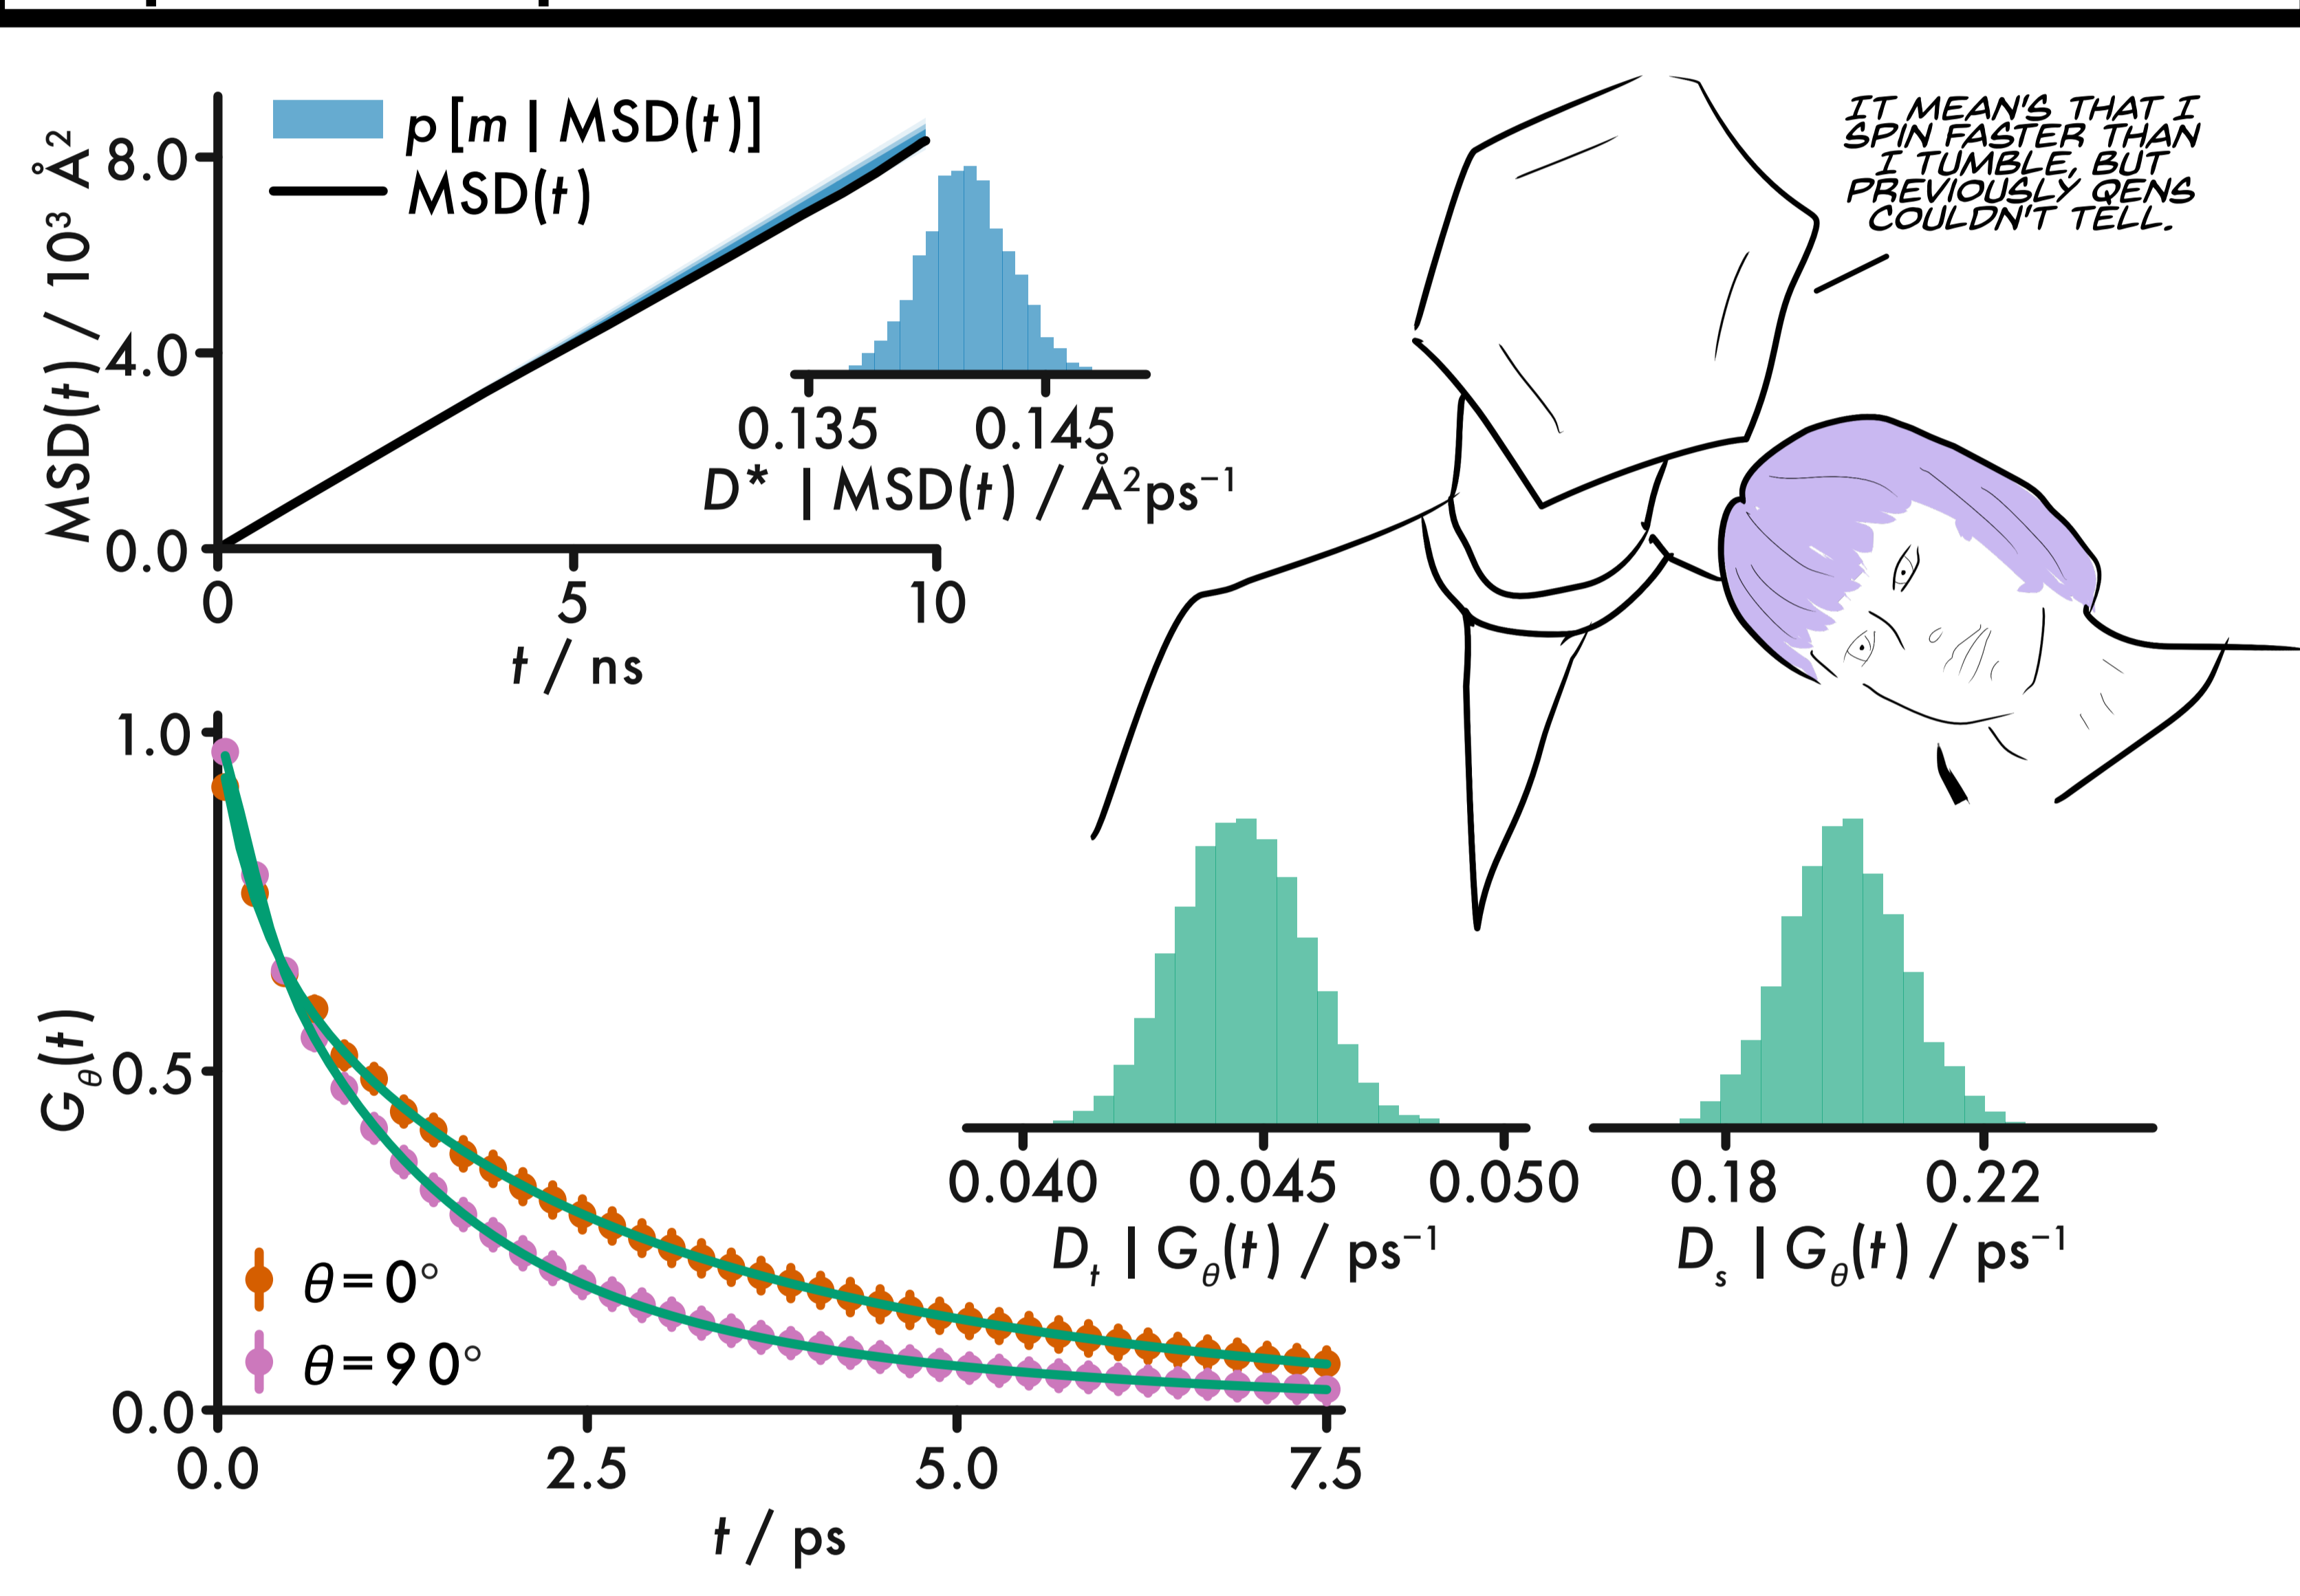 p[m | MSD(t)]
MSD(t)
MSD(t) / 10³ Å²
8.0
4.0
0.0
0
5
10
t / ns
0.135
0.145
D* | MSD(t) / Å²ps⁻¹
IT MEAN'S THAT I
SPIN FASTER THAN
I TUMBLE, BUT
PREVIOUSLY QENS
COULDN'T TELL.
Gθ(t)
1.0
0.5
0.0
0.0
2.5
5.0
7.5
t / ps
θ=0°
θ=90°
0.040
0.045
0.050
Dt | Gθ(t) / ps⁻¹
0.18
0.22
Ds | Gθ(t) / ps⁻¹